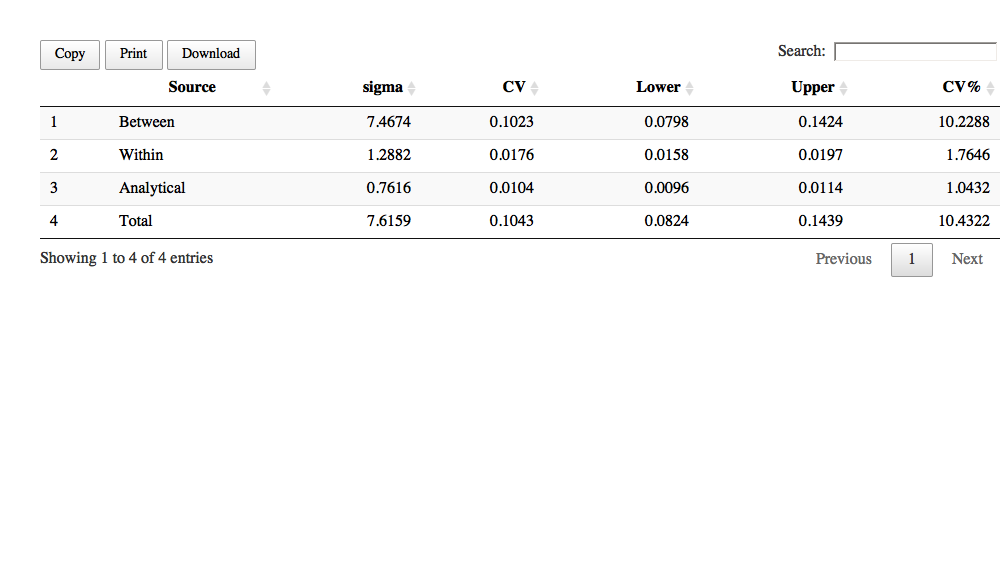 Copy Print Download Search:
Source sigma CV Lower Upper CV%
1 Between 7.4674 0.1023 0.0798 0.1424 10.2288
2 Within 1.2882 0.0176 0.0158 0.0197 1.7646
3 Analytical 0.7616 0.0104 0.0096 0.0114 1.0432
4 Total 7.6159 0.1043 0.0824 0.1439 10.4322
Showing 1 to 4 of 4 entries Previous 1 Next